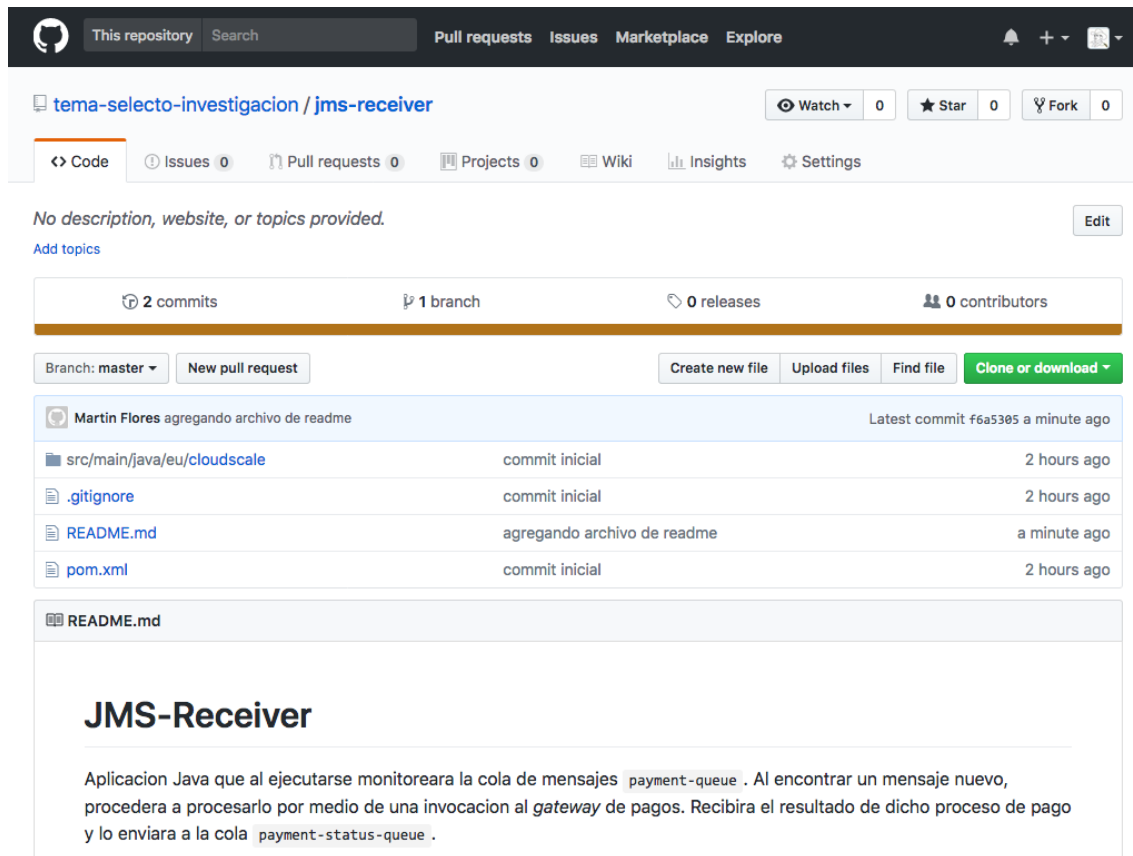 This repository Search Pull requests Issues Marketplace Explore
tema-selecto-investigacion / jms-receiver Watch 0 Star 0 Fork 0
Code Issues 0 Pull requests 0 Projects 0 Wiki Insights Settings
No description, website, or topics provided. Edit
Add topics
2 commits 1 branch 0 releases 0 contributors
Branch: master New pull request Create new file Upload files Find file Clone or download
Martin Flores agregando archivo de readme Latest commit f6a5305 a minute ago
src/main/java/eu/cloudscale commit inicial 2 hours ago
.gitignore commit inicial 2 hours ago
README.md agregando archivo de readme a minute ago
pom.xml commit inicial 2 hours ago
README.md
JMS-Receiver
Aplicacion Java que al ejecutarse monitoreara la cola de mensajes payment-queue . Al encontrar un mensaje nuevo,
procedera a procesarlo por medio de una invocacion al gateway de pagos. Recibira el resultado de dicho proceso de pago
y lo enviara a la cola payment-status-queue .